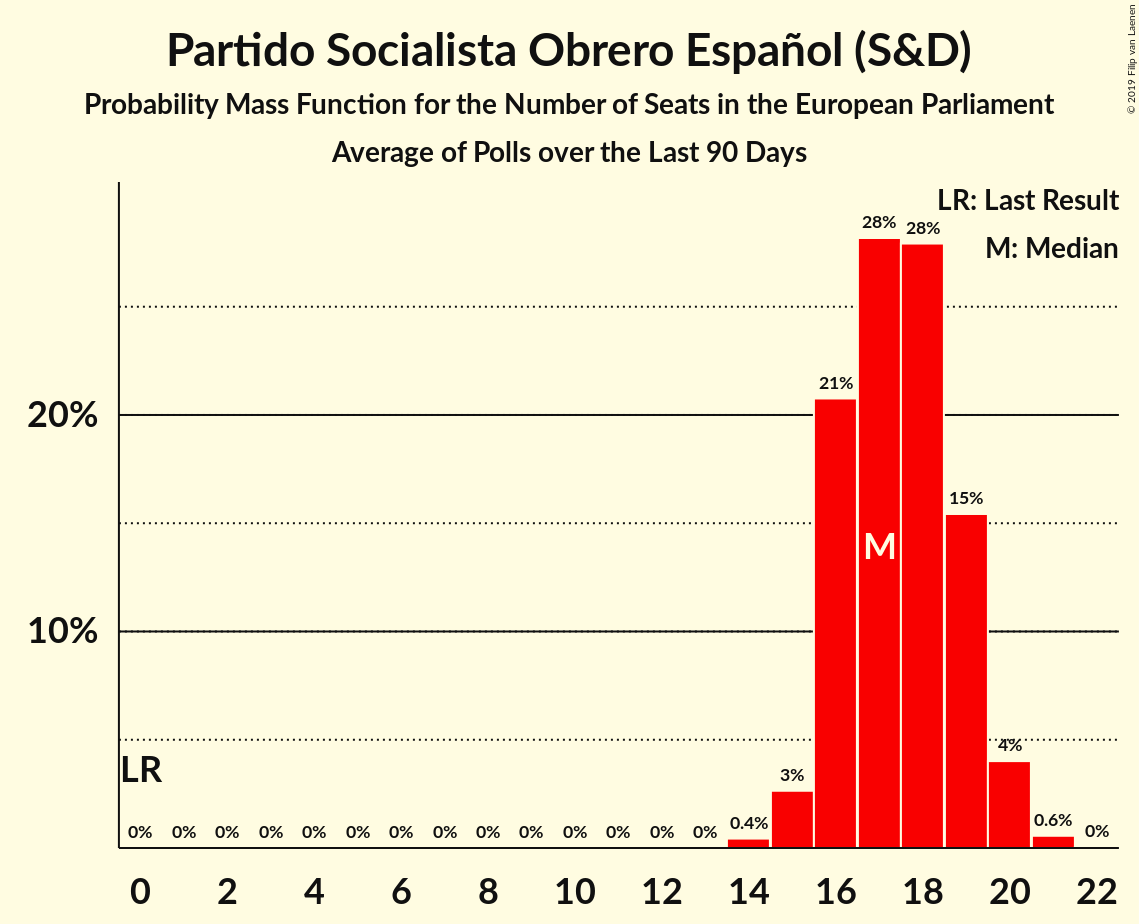 Partido Socialista Obrero Español (S&D)
Probability Mass Function for the Number of Seats in the European Parliament
Average of Polls over the Last 90 Days
© 2019 Filip van Laenen
LR: Last Result
M: Median
28% 28%
21%
20%
15%
M
10%
4%
LR
3%
0% 0% 0% 0% 0% 0% 0% 0% 0% 0% 0% 0% 0% 0% 0.4% 0.6% 0%
0 2 4 6 8 10 12 14 16 18 20 22